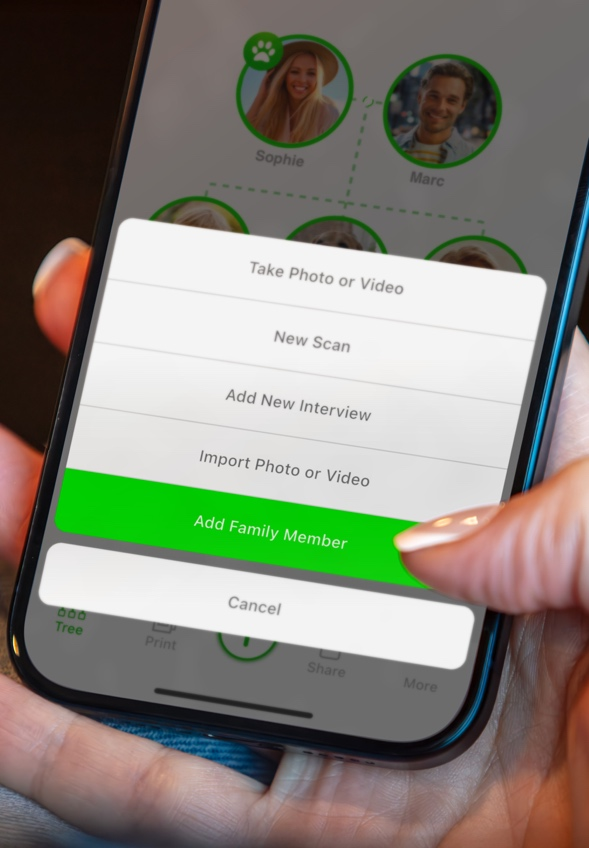 Sophie
Marc
Take Photo or Video
New Scan
Add New Interview
Import Photo or Video
Add Family Member
Cancel
Tree
Print
Share
More